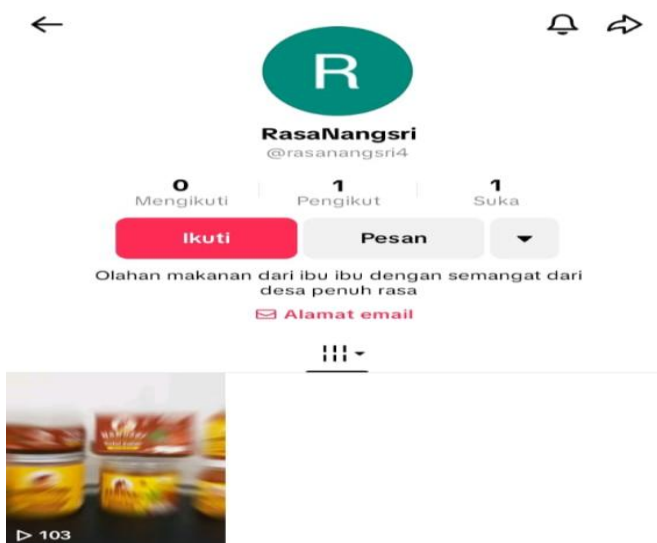 R
RasaNangsri
@rasanangsri4
0 1 1
Mengikuti Pengikut Suka
Ikuti Pesan
Olahan makanan dari ibu ibu dengan semangat dari
desa penuh rasa
Alamat email
103